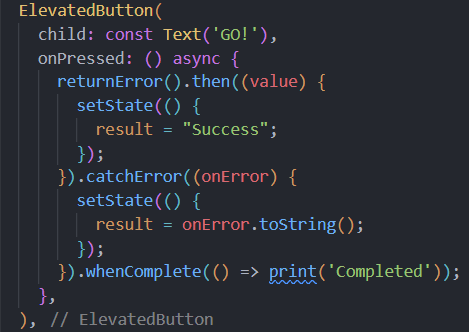 ElevatedButton(
  child: const Text('GO!'),
  onPressed: () async {
    returnError().then((value) {
      setState(() {
        result = "Success";
      });
    }).catchError((onError) {
      setState(() {
        result = onError.toString();
      });
    }).whenComplete(() => print('Completed'));
  },
), // ElevatedButton